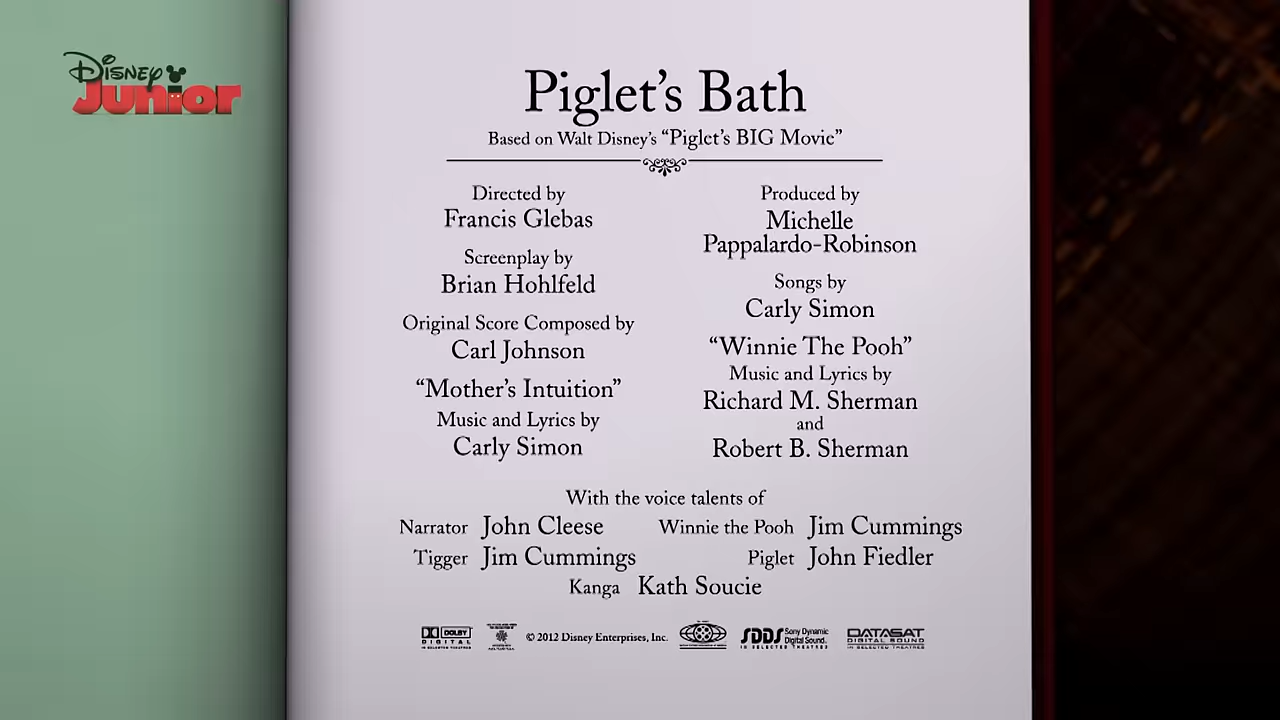 Disney
Junior
Piglet's Bath
Based on Walt Disney's “Piglet's BIG Movie”
Directed by
Francis Glebas
Screenplay by
Brian Hohlfeld
Original Score Composed by
Carl Johnson
“Mother's Intuition”
Music and Lyrics by
Carly Simon
Produced by
Michelle
Pappalardo-Robinson
Songs by
Carly Simon
“Winnie The Pooh”
Music and Lyrics by
Richard M. Sherman
and
Robert B. Sherman
With the voice talents of
Narrator John Cleese Winnie the Pooh Jim Cummings
Tigger Jim Cummings Piglet John Fiedler
Kanga Kath Soucie
DOLBY
DIGITAL
IN SELECTED THEATRES
© 2012 Disney Enterprises, Inc.
SDDS Sony Dynamic
Digital Sound.
IN SELECTED THEATRES
DATASAT
DIGITAL SOUND
IN SELECTED THEATRES